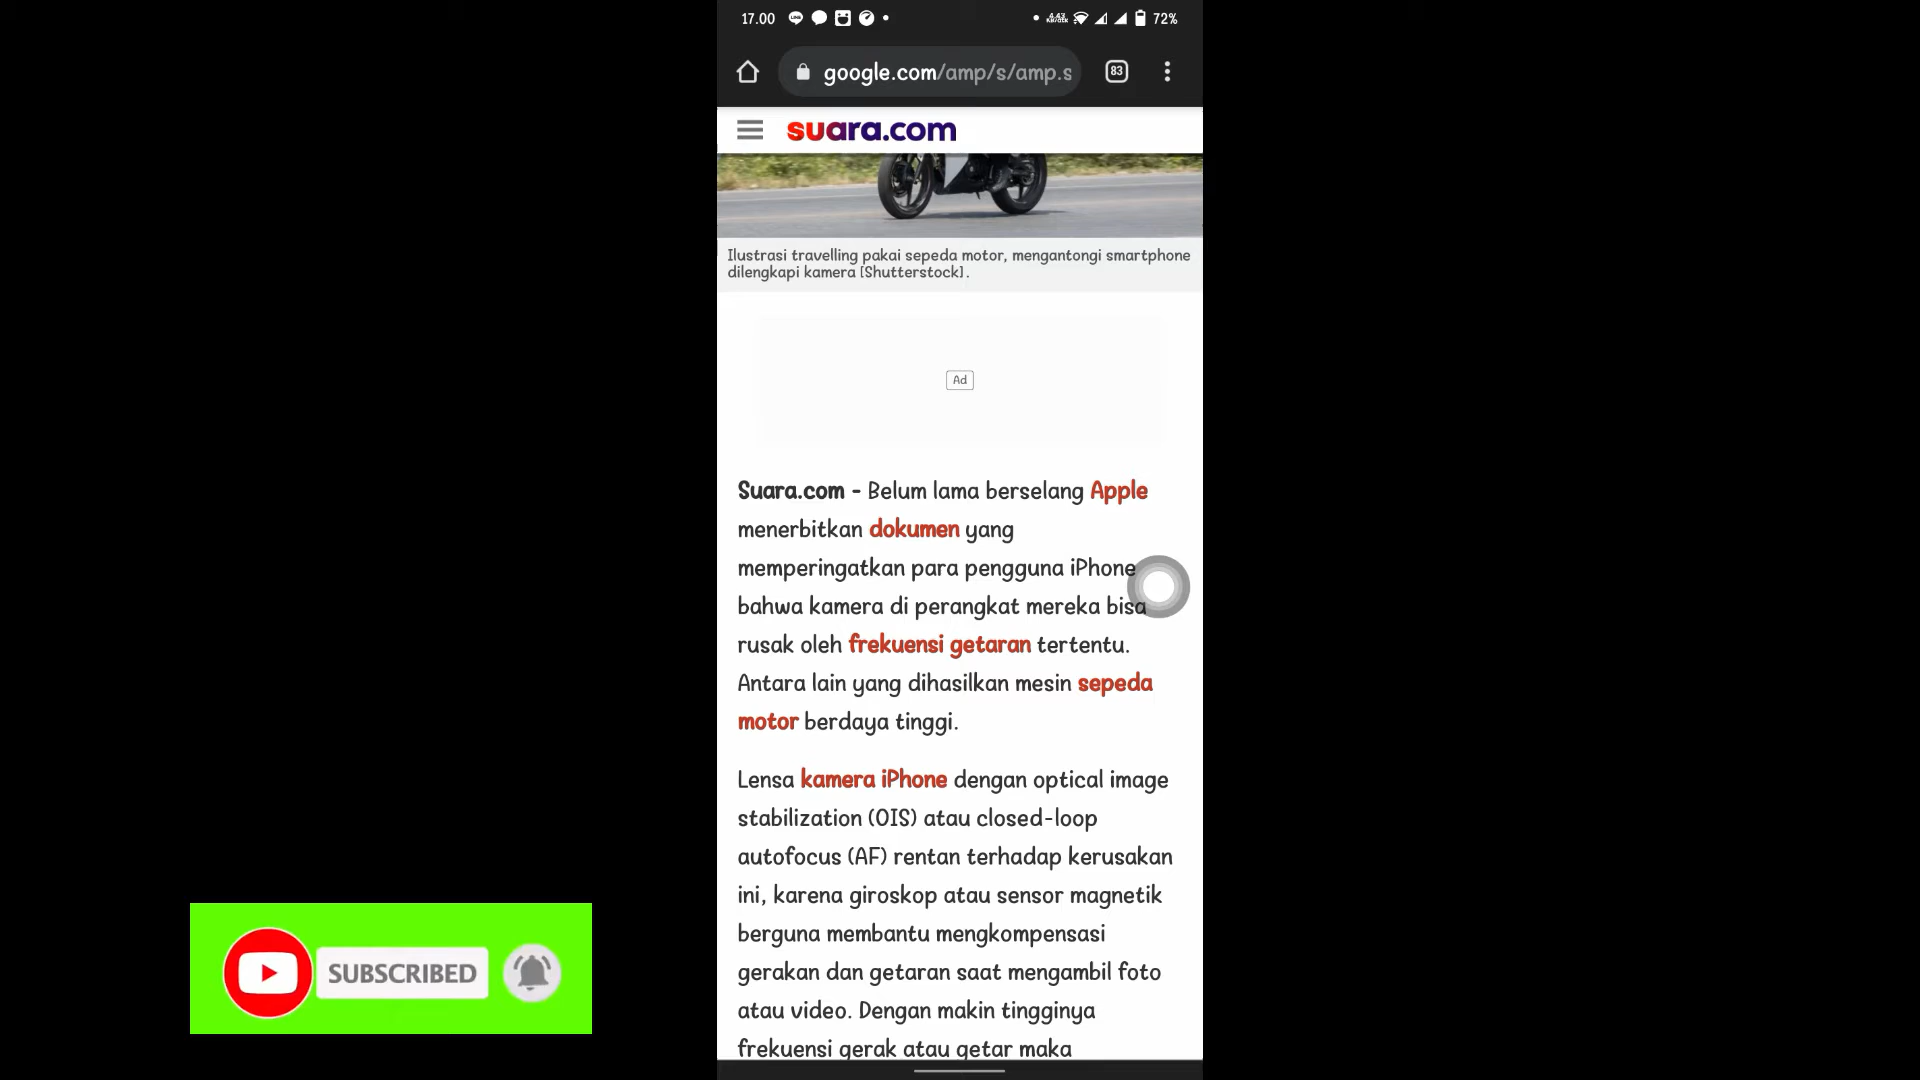 17.00
72%
google.com/amp/s/amp.s
83
suara.com
Ilustrasi travelling pakai sepeda motor, mengantongi smartphone
dilengkapi kamera [Shutterstock].
Ad
Suara.com - Belum lama berselang Apple
menerbitkan dokumen yang
memperingatkan para pengguna iPhone
bahwa kamera di perangkat mereka bisa
rusak oleh frekuensi getaran tertentu.
Antara lain yang dihasilkan mesin sepeda
motor berdaya tinggi.
Lensa kamera iPhone dengan optical image
stabilization (OIS) atau closed-loop
autofocus (AF) rentan terhadap kerusakan
ini, karena giroskop atau sensor magnetik
berguna membantu mengkompensasi
gerakan dan getaran saat mengambil foto
atau video. Dengan makin tingginya
frekuensi gerak atau getar maka
SUBSCRIBED